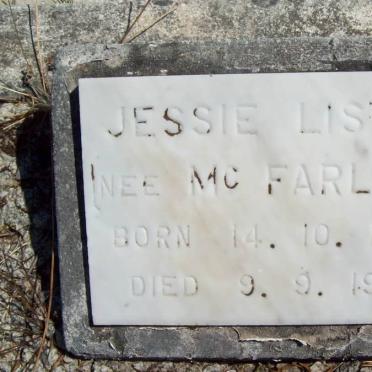 JESSIE LIS
NEE MC FARL
BORN 14. 10.
DIED 9. 9. 19